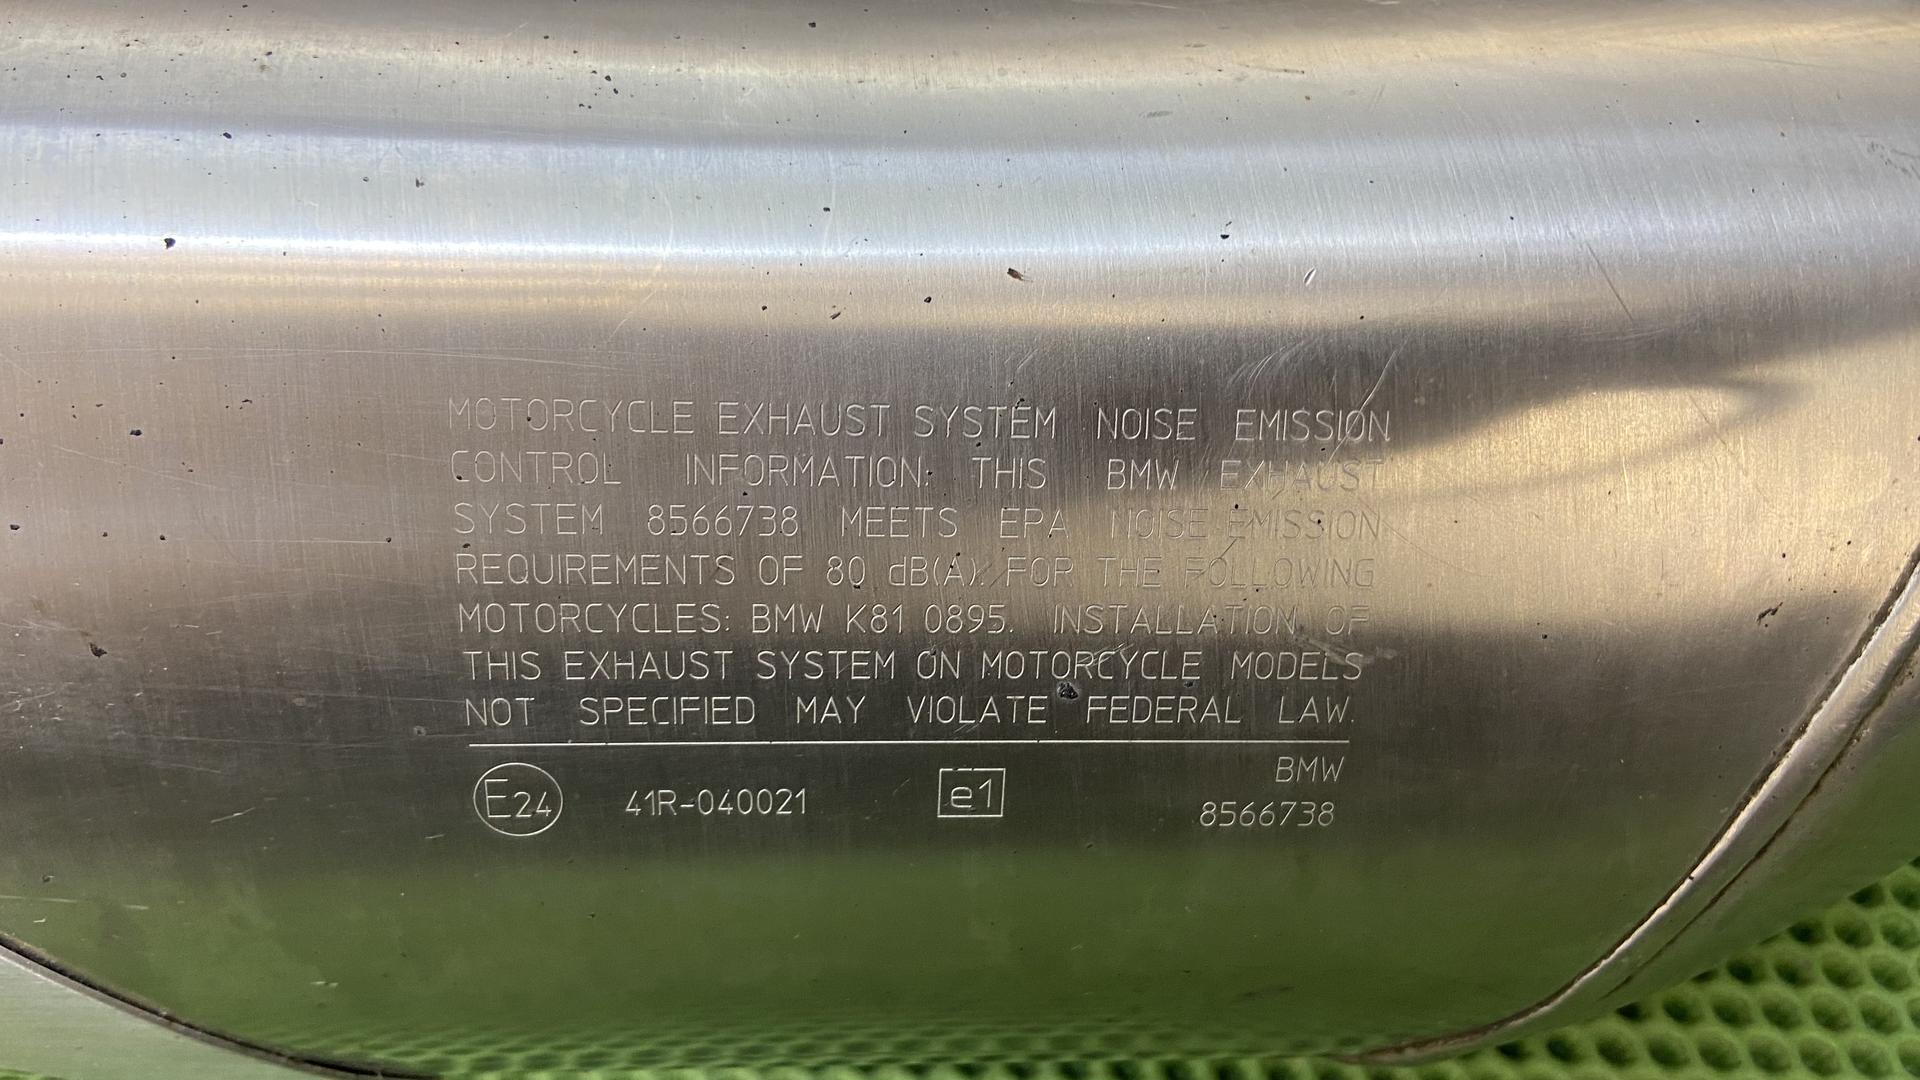 MOTORCYCLE EXHAUST SYSTEM NOISE EMISSION
CONTROL INFORMATION: THIS BMW EXHAUST
SYSTEM 8566738 MEETS EPA NOISE EMISSION
REQUIREMENTS OF 80 dB(A). FOR THE FOLLOWING
MOTORCYCLES: BMW K81 0895. INSTALLATION OF
THIS EXHAUST SYSTEM ON MOTORCYCLE MODELS
NOT SPECIFIED MAY VIOLATE FEDERAL LAW.
E24 41R-040021 e1 BMW
8566738